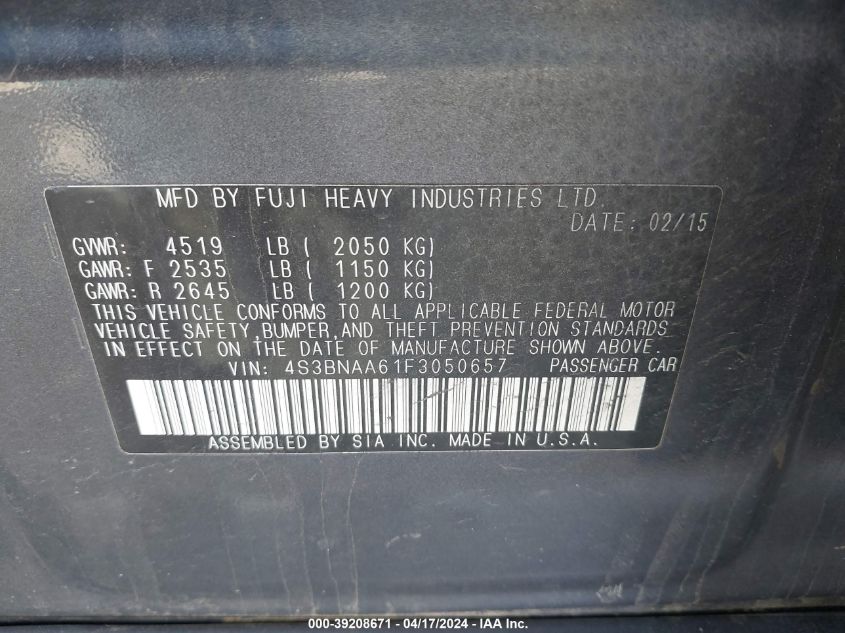 MFD BY FUJI HEAVY INDUSTRIES LTD.
DATE: 02/15
GVWR: 4519 LB ( 2050 KG)
GAWR: F 2535 LB ( 1150 KG)
GAWR: R 2645 LB ( 1200 KG)
THIS VEHICLE CONFORMS TO ALL APPLICABLE FEDERAL MOTOR
VEHICLE SAFETY,BUMPER,AND THEFT PREVENTION STANDARDS
IN EFFECT ON THE DATE OF MANUFACTURE SHOWN ABOVE.
VIN: 4S3BNAA61F3050657 PASSENGER CAR
ASSEMBLED BY SIA INC. MADE IN U.S.A.
000-39208671 - 04/17/2024 - IAA Inc.